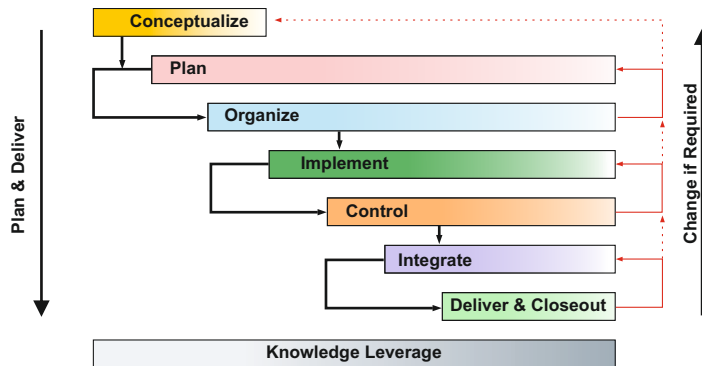 Conceptualize
Plan
Organize
Implement
Control
Integrate
Deliver & Closeout
Knowledge Leverage
Plan & Deliver
Change if Required